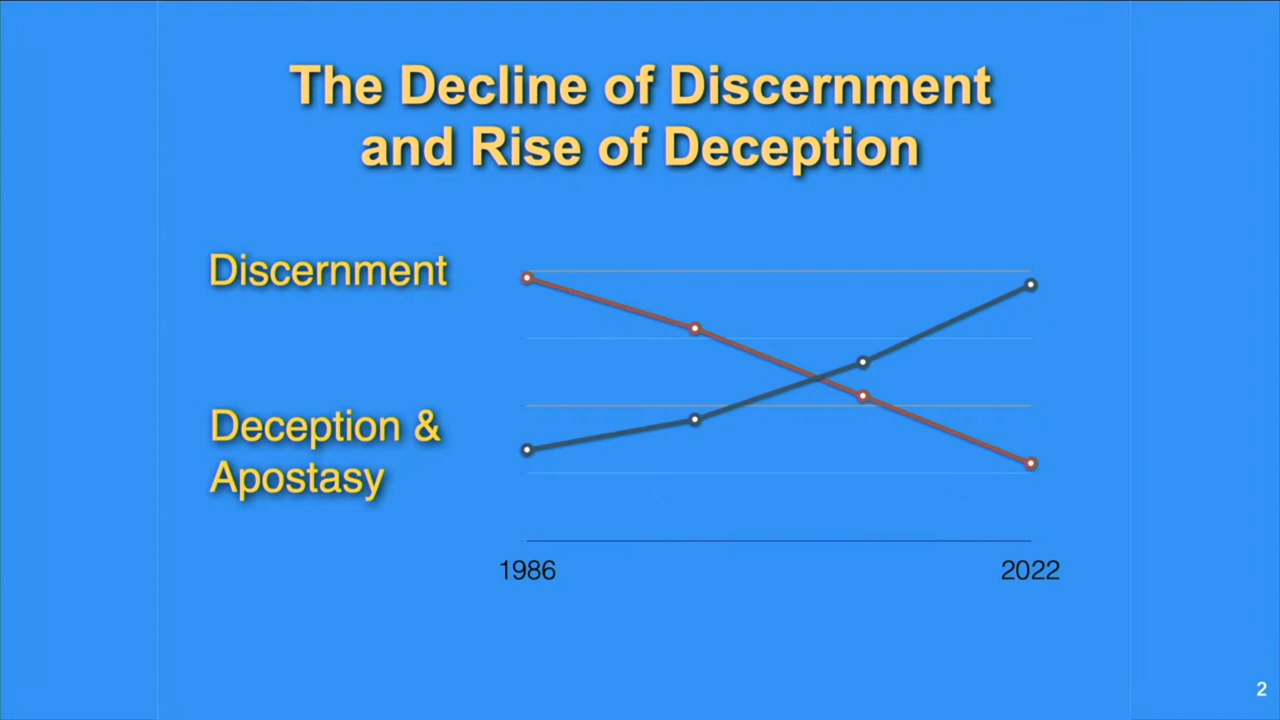 The Decline of Discernment
and Rise of Deception
Discernment
Deception &
Apostasy
1986
2022
2